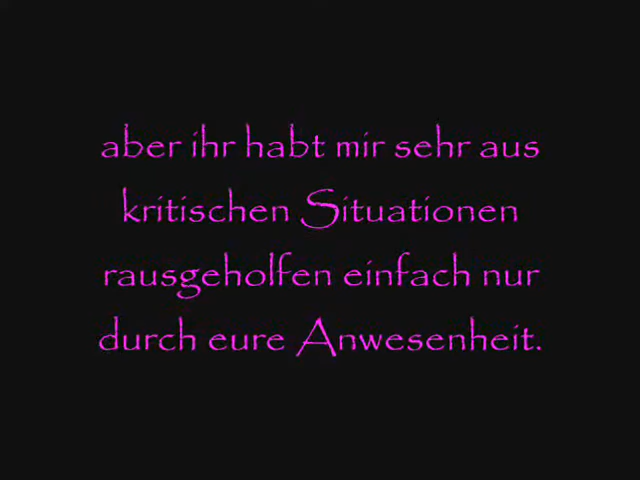 aber ihr habt mir sehr aus
kritischen Situationen
rausgeholfen einfach nur
durch eure Anwesenheit.